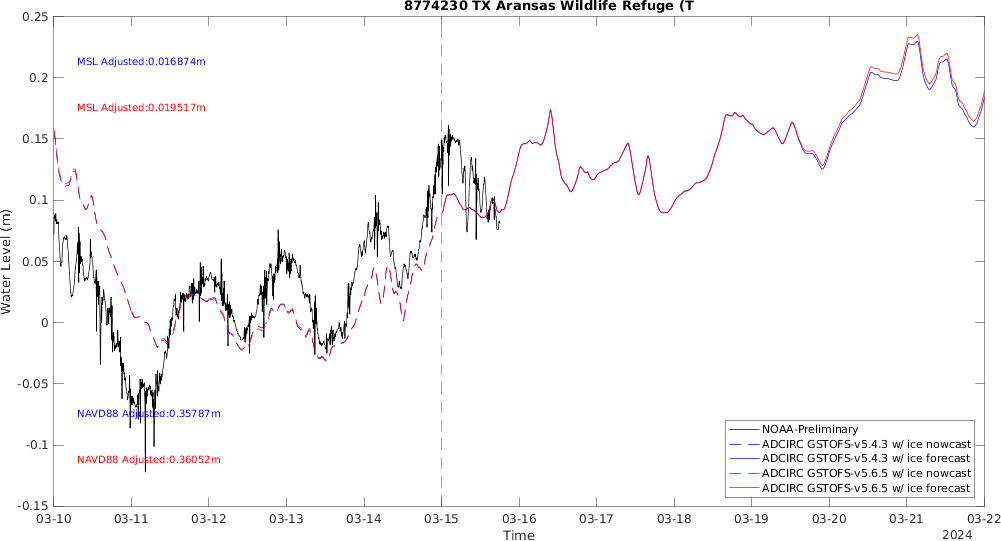 8774230 TX Aransas Wildlife Refuge (T
0.25
0.2
0.15
0.1
0.05
0
-0.05
-0.1
-0.15
Water Level (m)
MSL Adjusted:0.016874m
MSL Adjusted:0.019517m
NAVD88 Adjusted:0.35787m
NAVD88 Adjusted:0.36052m
NOAA-Preliminary
ADCIRC GSTOFS-v5.4.3 w/ ice nowcast
ADCIRC GSTOFS-v5.4.3 w/ ice forecast
ADCIRC GSTOFS-v5.6.5 w/ ice nowcast
ADCIRC GSTOFS-v5.6.5 w/ ice forecast
03-10 03-11 03-12 03-13 03-14 03-15 03-16 03-17 03-18 03-19 03-20 03-21 03-22
Time
2024